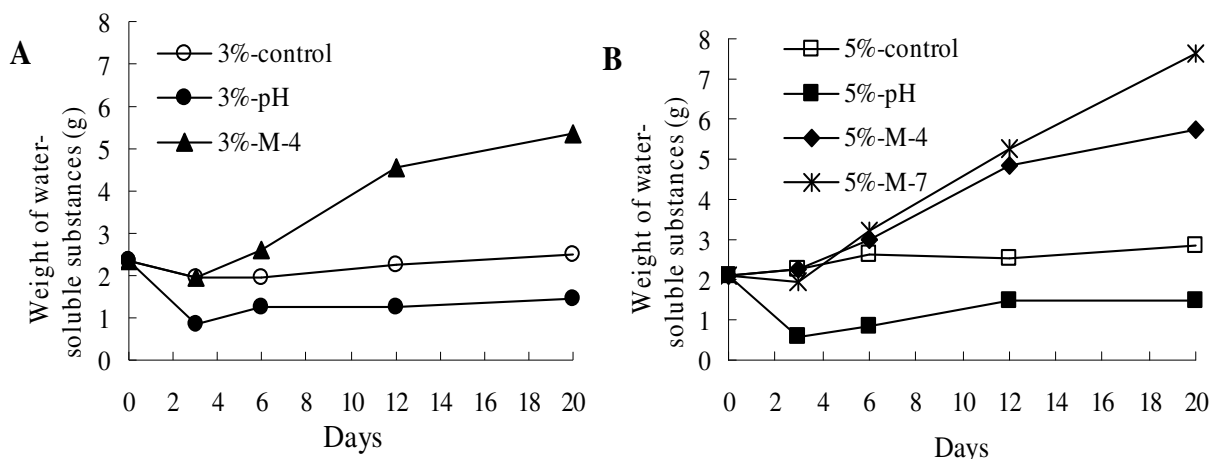 A
Weight of water-
soluble substances (g)
8
7
6
5
4
3
2
1
0
3%-control
3%-pH
3%-M-4
0 2 4 6 8 10 12 14 16 18 20
Days
B
Weight of water-
soluble substances (g)
8
7
6
5
4
3
2
1
0
5%-control
5%-pH
5%-M-4
5%-M-7
0 2 4 6 8 10 12 14 16 18 20
Days